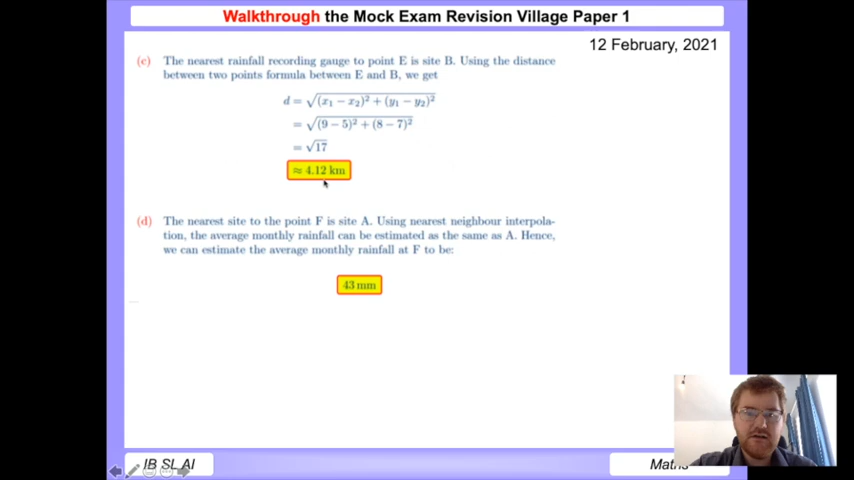 Walkthrough the Mock Exam Revision Village Paper 1
12 February, 2021
(c) The nearest rainfall recording gauge to point E is site B. Using the distance
between two points formula between E and B, we get
d = √(x₁ − x₂)² + (y₁ − y₂)²
= √(9 − 5)² + (8 − 7)²
= √17
≈ 4.12 km
(d) The nearest site to the point F is site A. Using nearest neighbour interpola-
tion, the average monthly rainfall can be estimated as the same as A. Hence,
we can estimate the average monthly rainfall at F to be:
43 mm
IB SL AI
Maths